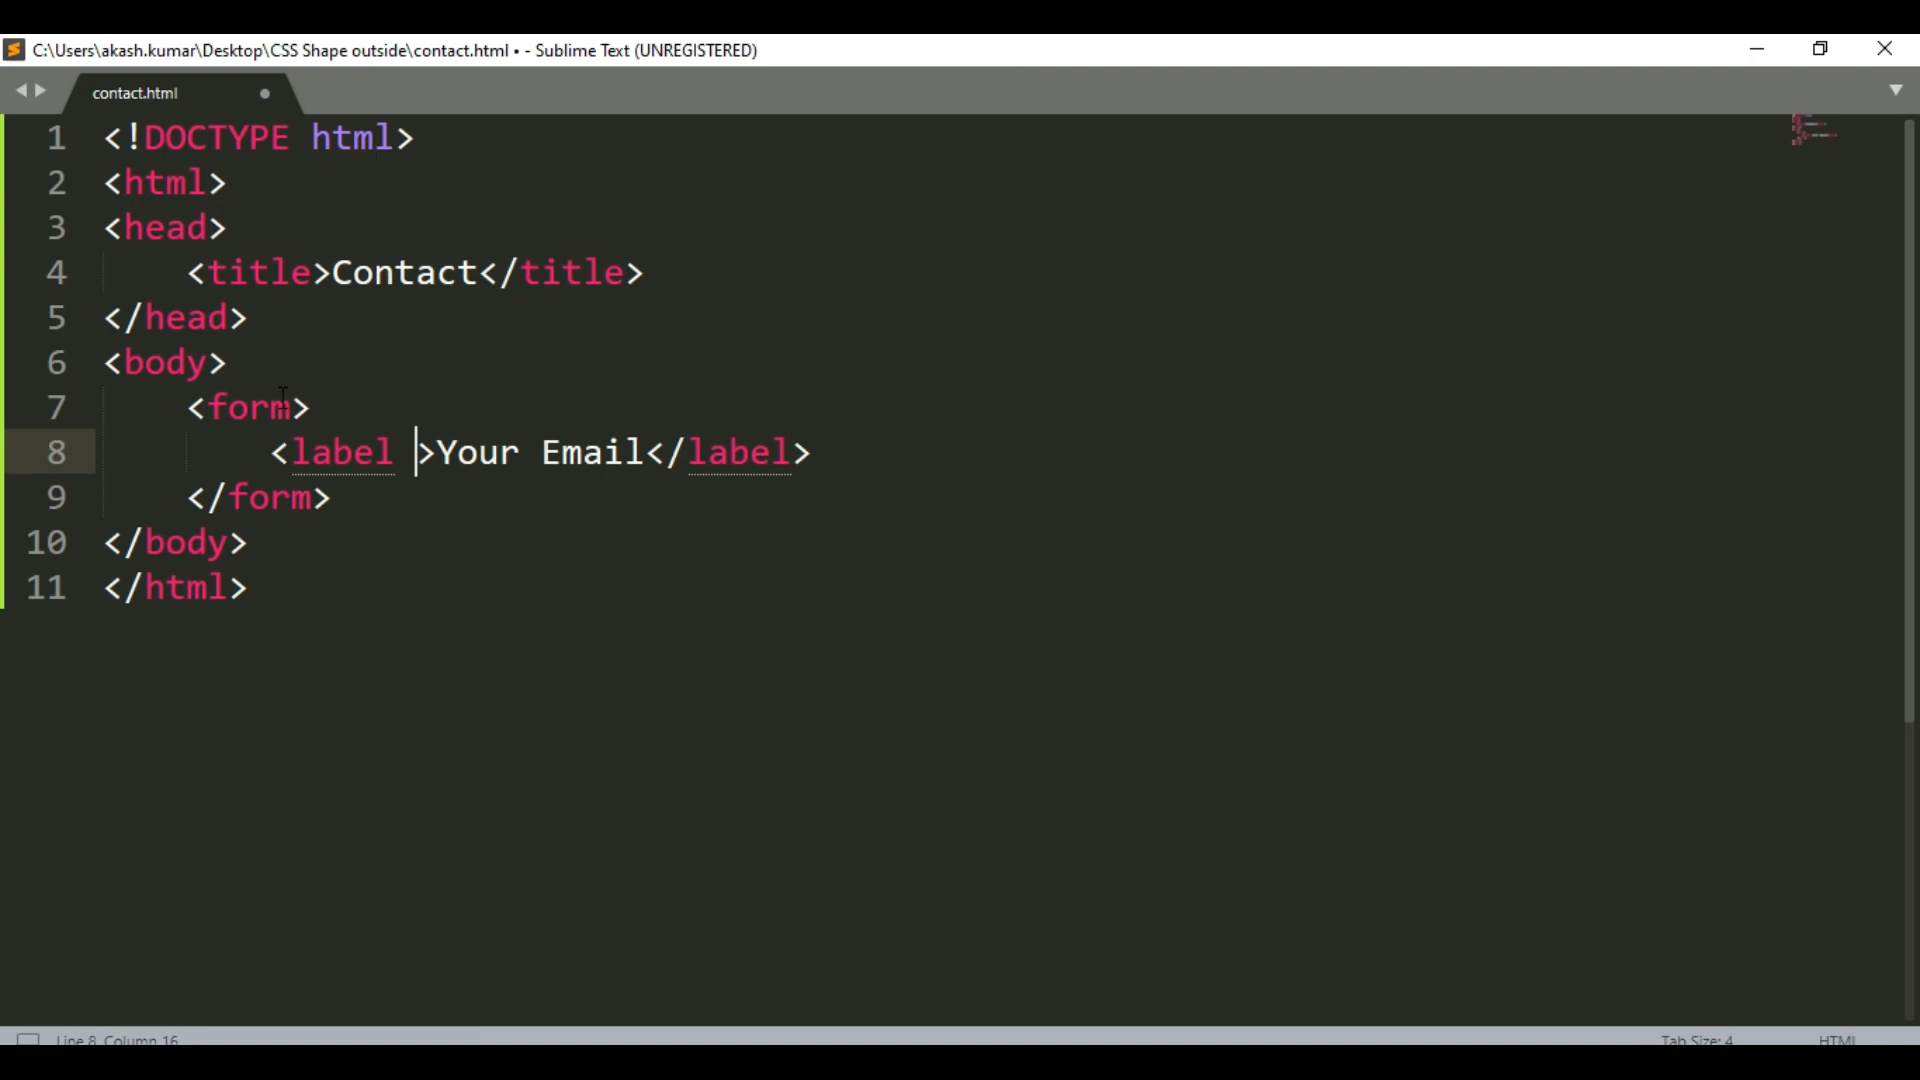 C:\Users\akash.kumar\Desktop\CSS Shape outside\contact.html • - Sublime Text (UNREGISTERED)
contact.html
1 <!DOCTYPE html>
2 <html>
3 <head>
4     <title>Contact</title>
5 </head>
6 <body>
7     <form>
8         <label >Your Email</label>
9     </form>
10 </body>
11 </html>
Line 8, Column 16 Tab Size: 4 HTML